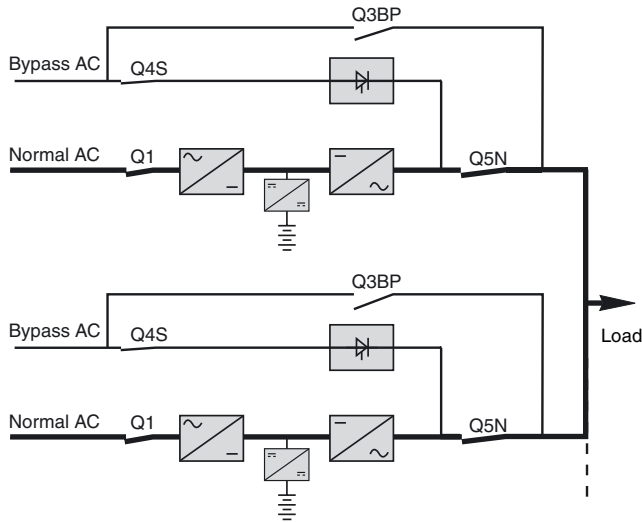 Q3BP
Bypass AC
Q4S
Normal AC
Q1
Q5N
Q3BP
Load
Bypass AC
Q4S
Normal AC
Q1
Q5N